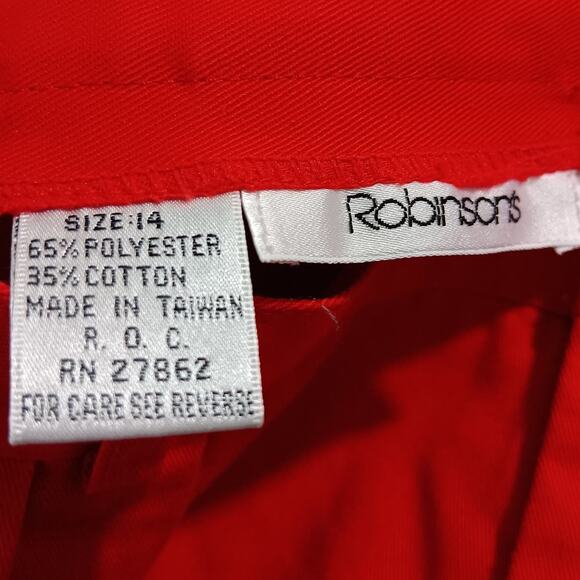 SIZE:14
65% POLYESTER
35% COTTON
MADE IN TAIWAN
R. O. C.
RN 27862
FOR CARE SEE REVERSE
Robinson's